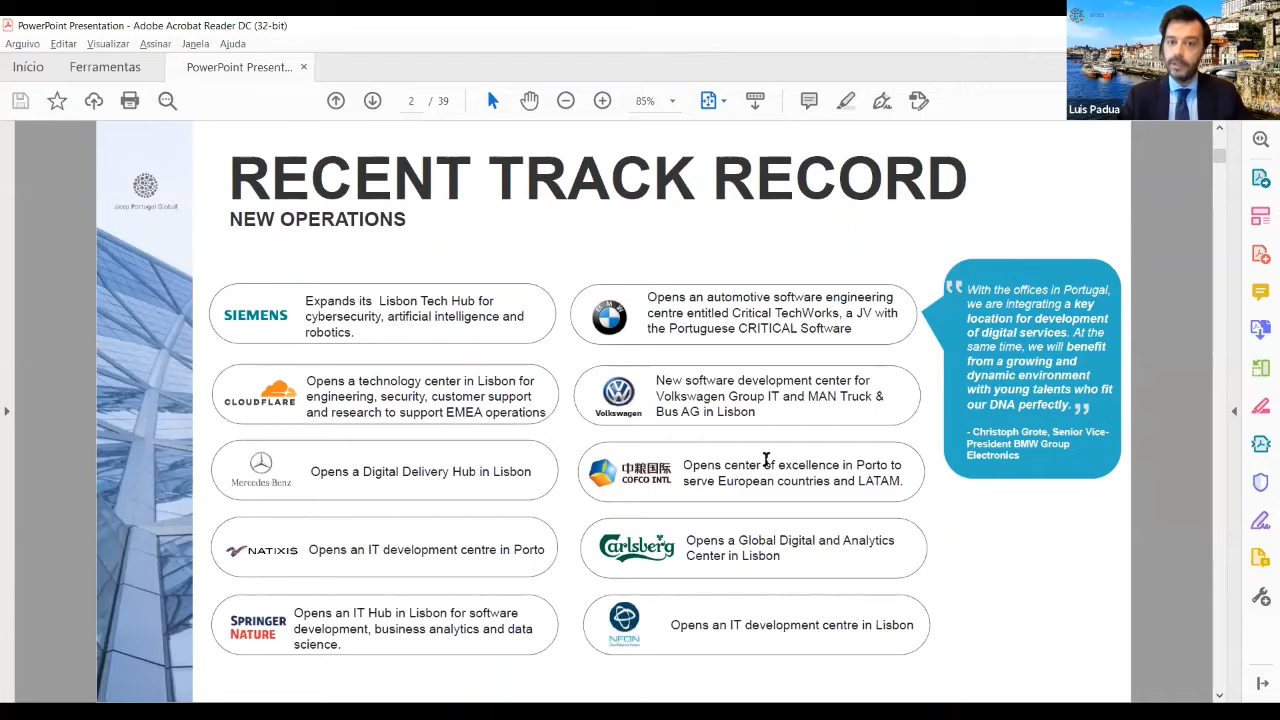 PowerPoint Presentation - Adobe Acrobat Reader DC (32-bit)
Arquivo Editar Visualizar Assinar Janela Ajuda
Início Ferramentas PowerPoint Present... ×
2 / 39 85%
Luis Padua
aicep Portugal Global
RECENT TRACK RECORD
NEW OPERATIONS
SIEMENS
Expands its Lisbon Tech Hub for
cybersecurity, artificial intelligence and
robotics.
BMW
Opens an automotive software engineering
centre entitled Critical TechWorks, a JV with
the Portuguese CRITICAL Software
CLOUDFLARE
Opens technology center in Lisbon for
engineering, security, customer support
and research to support EMEA operations
Volkswagen
New software development center for
Volkswagen Group IT and MAN Truck &
Bus AG in Lisbon
Mercedes-Benz
Opens a Digital Delivery Hub in Lisbon
中粮国际
COFCO INTL
Opens center of excellence in Porto to
serve European countries and LATAM.
NATIXIS
Opens an IT development centre in Porto
Carlsberg
Opens a Global Digital and Analytics
Center in Lisbon
SPRINGER
NATURE
Opens an IT Hub in Lisbon for software
development, business analytics and data
science.
NFON
Opens an IT development centre in Lisbon
" With the offices in Portugal,
we are integrating a key
location for development
of digital services. At the
same time, we will benefit
from a growing and
dynamic environment
with young talents who fit
our DNA perfectly. "
- Christoph Grote, Senior Vice-
President BMW Group
Electronics